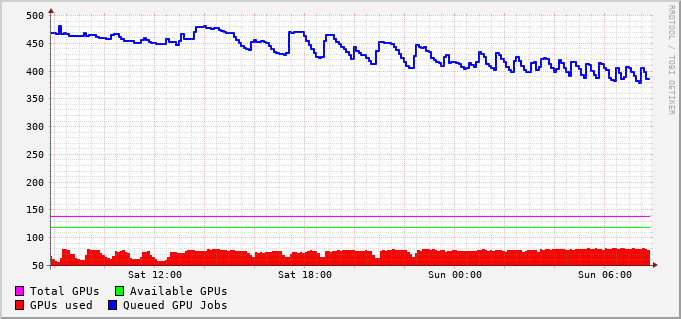 500
450
400
350
300
250
200
150
100
50
Sat 12:00 Sat 18:00 Sun 00:00 Sun 06:00
Total GPUs Available GPUs
GPUs used Queued GPU Jobs
RRDTOOL / TOBI OETIKER